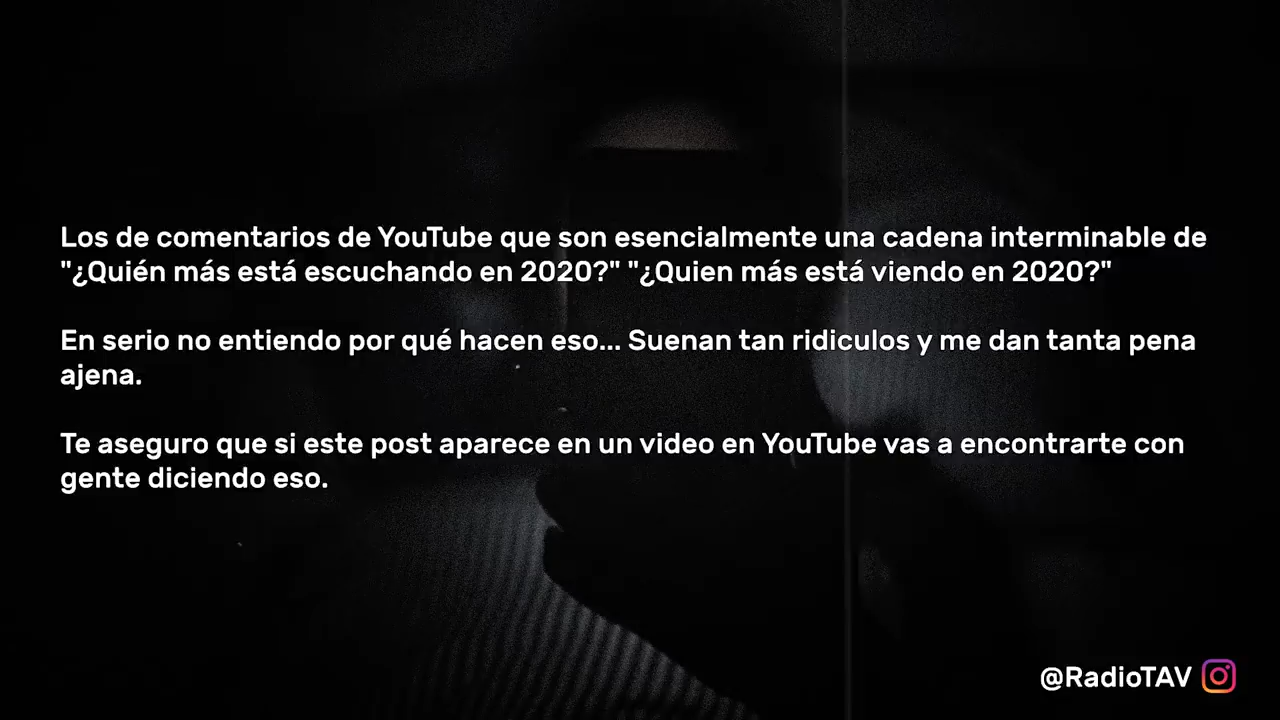 Los de comentarios de YouTube que son esencialmente una cadena interminable de
"¿Quién más está escuchando en 2020?" "¿Quien más está viendo en 2020?"
En serio no entiendo por qué hacen eso... Suenan tan ridiculos y me dan tanta pena
ajena.
Te aseguro que si este post aparece en un video en YouTube vas a encontrarte con
gente diciendo eso.
@RadioTAV